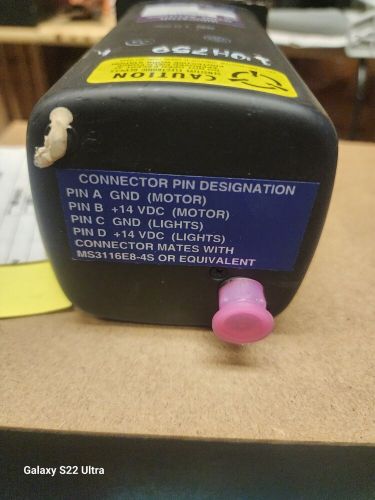 CAUTION
CONNECTOR PIN DESIGNATION
PIN A GND (MOTOR)
PIN B +14 VDC (MOTOR)
PIN C GND (LIGHTS)
PIN D +14 VDC (LIGHTS)
CONNECTOR MATES WITH
MS3116E8-4S OR EQUIVALENT
Galaxy S22 Ultra